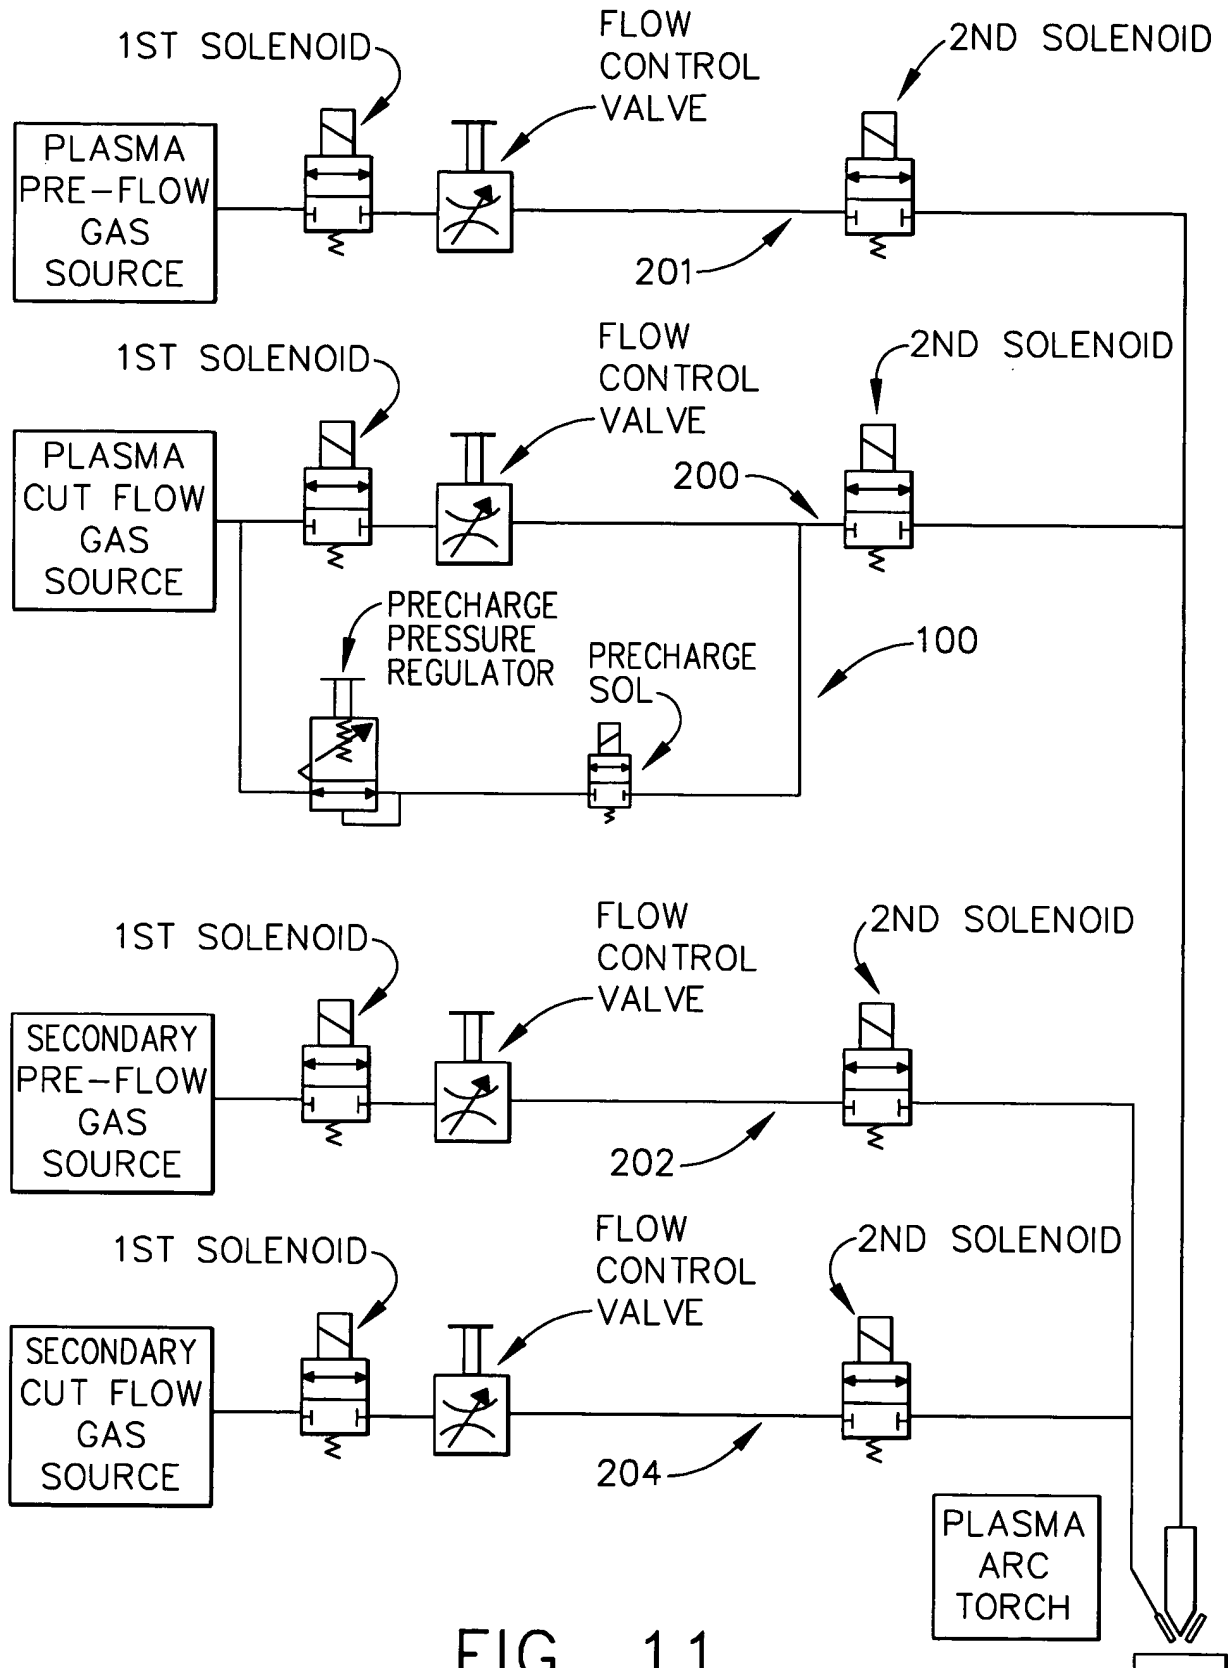 1ST SOLENOID
FLOW
CONTROL
VALVE
2ND SOLENOID
PLASMA
PRE-FLOW
GAS
SOURCE
201
1ST SOLENOID
FLOW
CONTROL
VALVE
2ND SOLENOID
PLASMA
CUT FLOW
GAS
SOURCE
200
PRECHARGE
PRESSURE
REGULATOR
PRECHARGE
SOL
100
1ST SOLENOID
FLOW
CONTROL
VALVE
2ND SOLENOID
SECONDARY
PRE-FLOW
GAS
SOURCE
202
1ST SOLENOID
FLOW
CONTROL
VALVE
2ND SOLENOID
SECONDARY
CUT FLOW
GAS
SOURCE
204
PLASMA
ARC
TORCH
FIG. 11